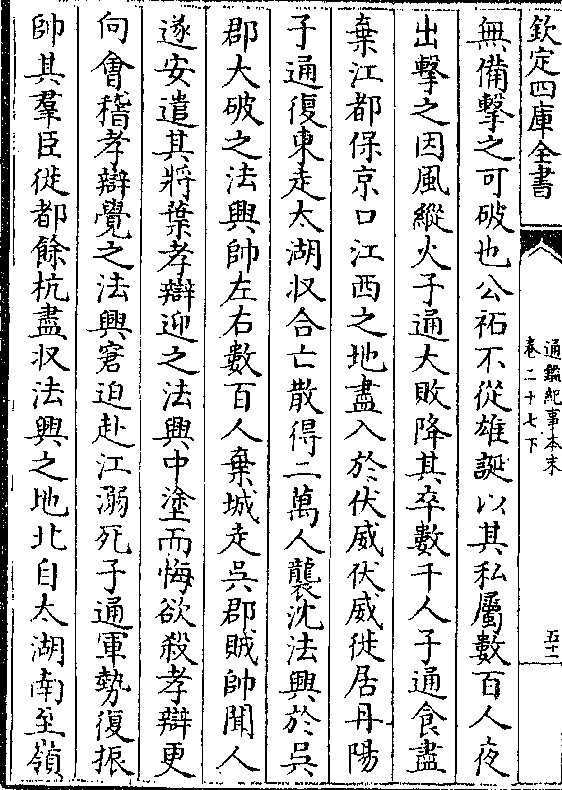 欽定四庫全書
通鑑紀事本末
卷二十七下
五十一
無備擊之可破也公祏不從雄誕以其私屬數百人夜
出擊之因風縱火子通大敗降其卒數千人子通食盡
棄江都保京口江西之地盡入於伏威伏威徙居丹陽
子通復東走太湖収合亡散得二萬人襲沈法興於吳
郡大破之法興帥左右數百人棄城走吳郡賊帥聞人
遂安遣其將葉孝辯迎之法興中塗而悔欲殺孝辯更
向會稽孝辯覺之法興窘迫赴江溺死子通軍勢復振
帥其羣臣徙都餘杭盡収法興之地北自太湖南至嶺